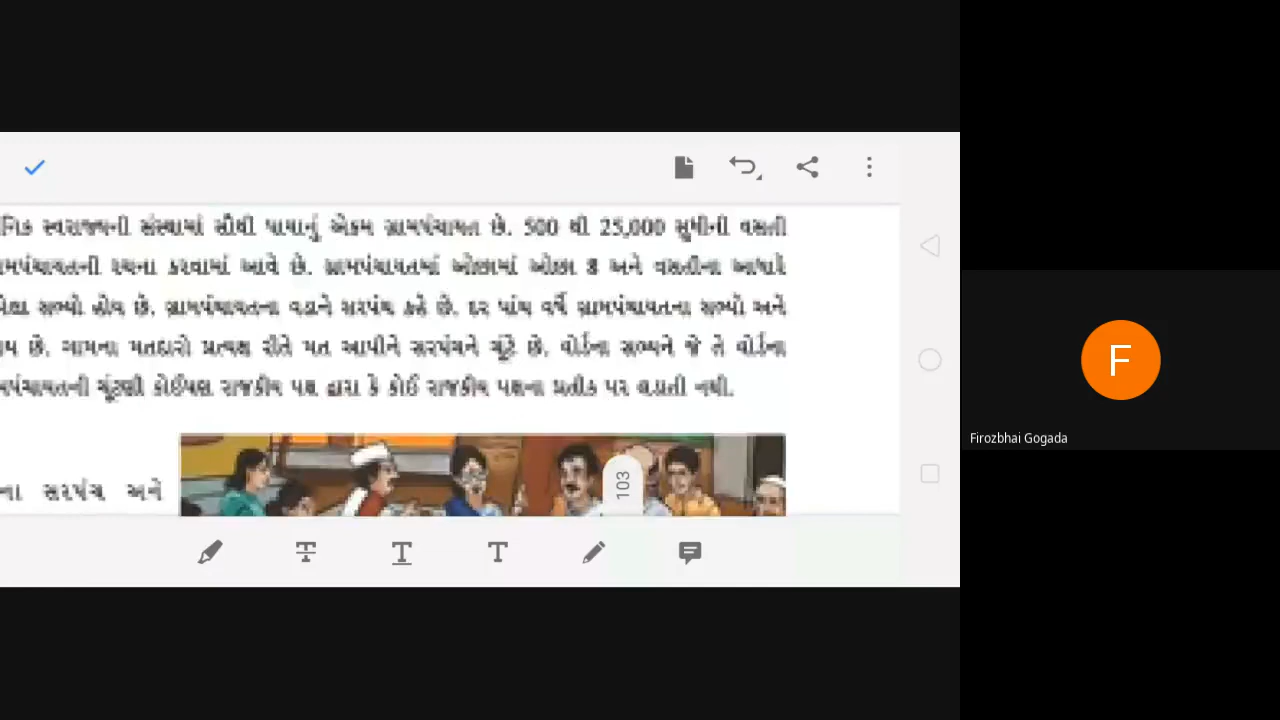 નિક સ્વરાજ્યની સંસ્થામાં સૌથી પાયાનું એકમ ગ્રામપંચાયત છે. 500 થી 25,000 સુધીની વસતી
મપંચાયતની રચના કરવામાં આવે છે. ગ્રામપંચાયતમાં ઓછામાં ઓછા 8 અને વસતીના આધારે
સભ્યો હોય છે. ગ્રામપંચાયતના વડાને સરપંચ કહે છે. દર પાંચ વર્ષે ગ્રામપંચાયતના સભ્યો અને
છે. ગામના મતદારો પ્રત્યક્ષ રીતે મત આપીને સરપંચને ચૂંટે છે. વોર્ડના સભ્યને જે તે વોર્ડના
મપંચાયતની ચૂંટણી કોઈપણ રાજકીય પક્ષ દ્વારા કે કોઈ રાજકીય પક્ષના પ્રતીક પર લડાતી નથી.
ના સરપંચ અને
103
F
Firozbhai Gogada